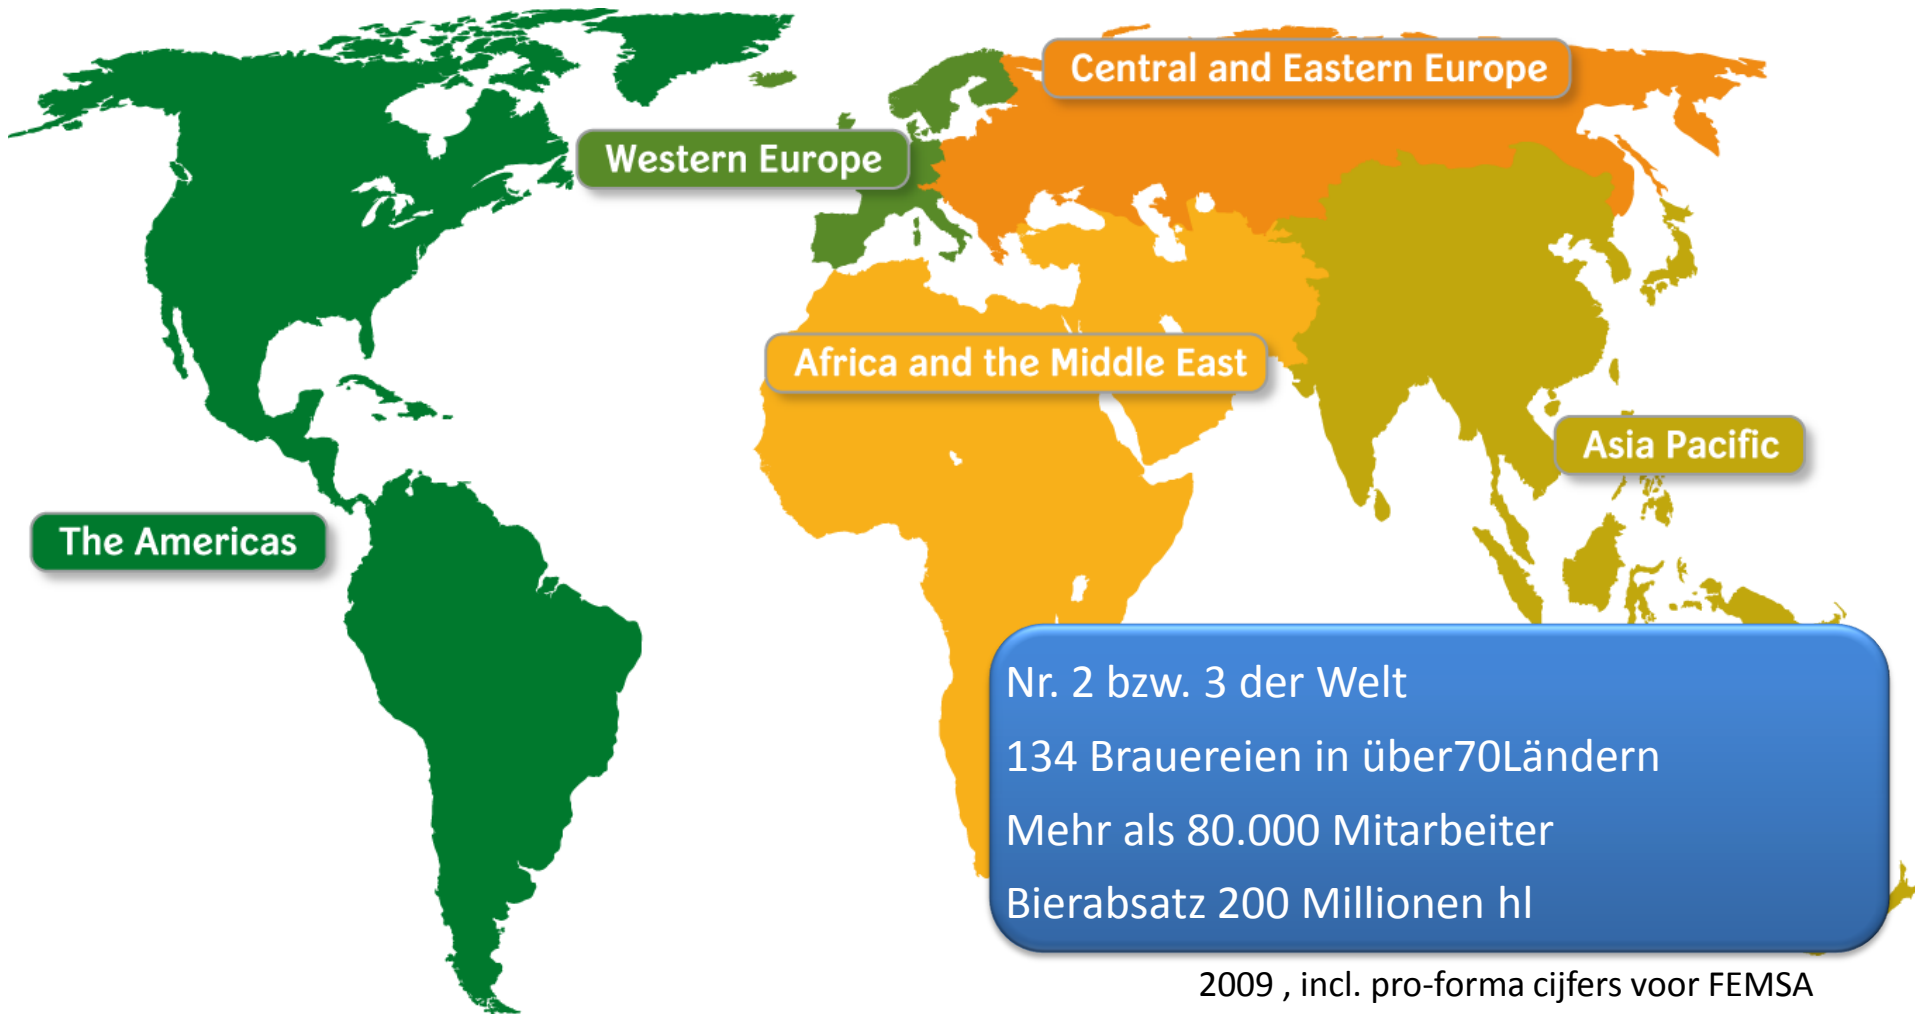 Central and Eastern Europe
Western Europe
Africa and the Middle East
Asia Pacific
The Americas
Nr. 2 bzw. 3 der Welt
134 Brauereien in über70Ländern
Mehr als 80.000 Mitarbeiter
Bierabsatz 200 Millionen hl
2009 , incl. pro-forma cijfers voor FEMSA